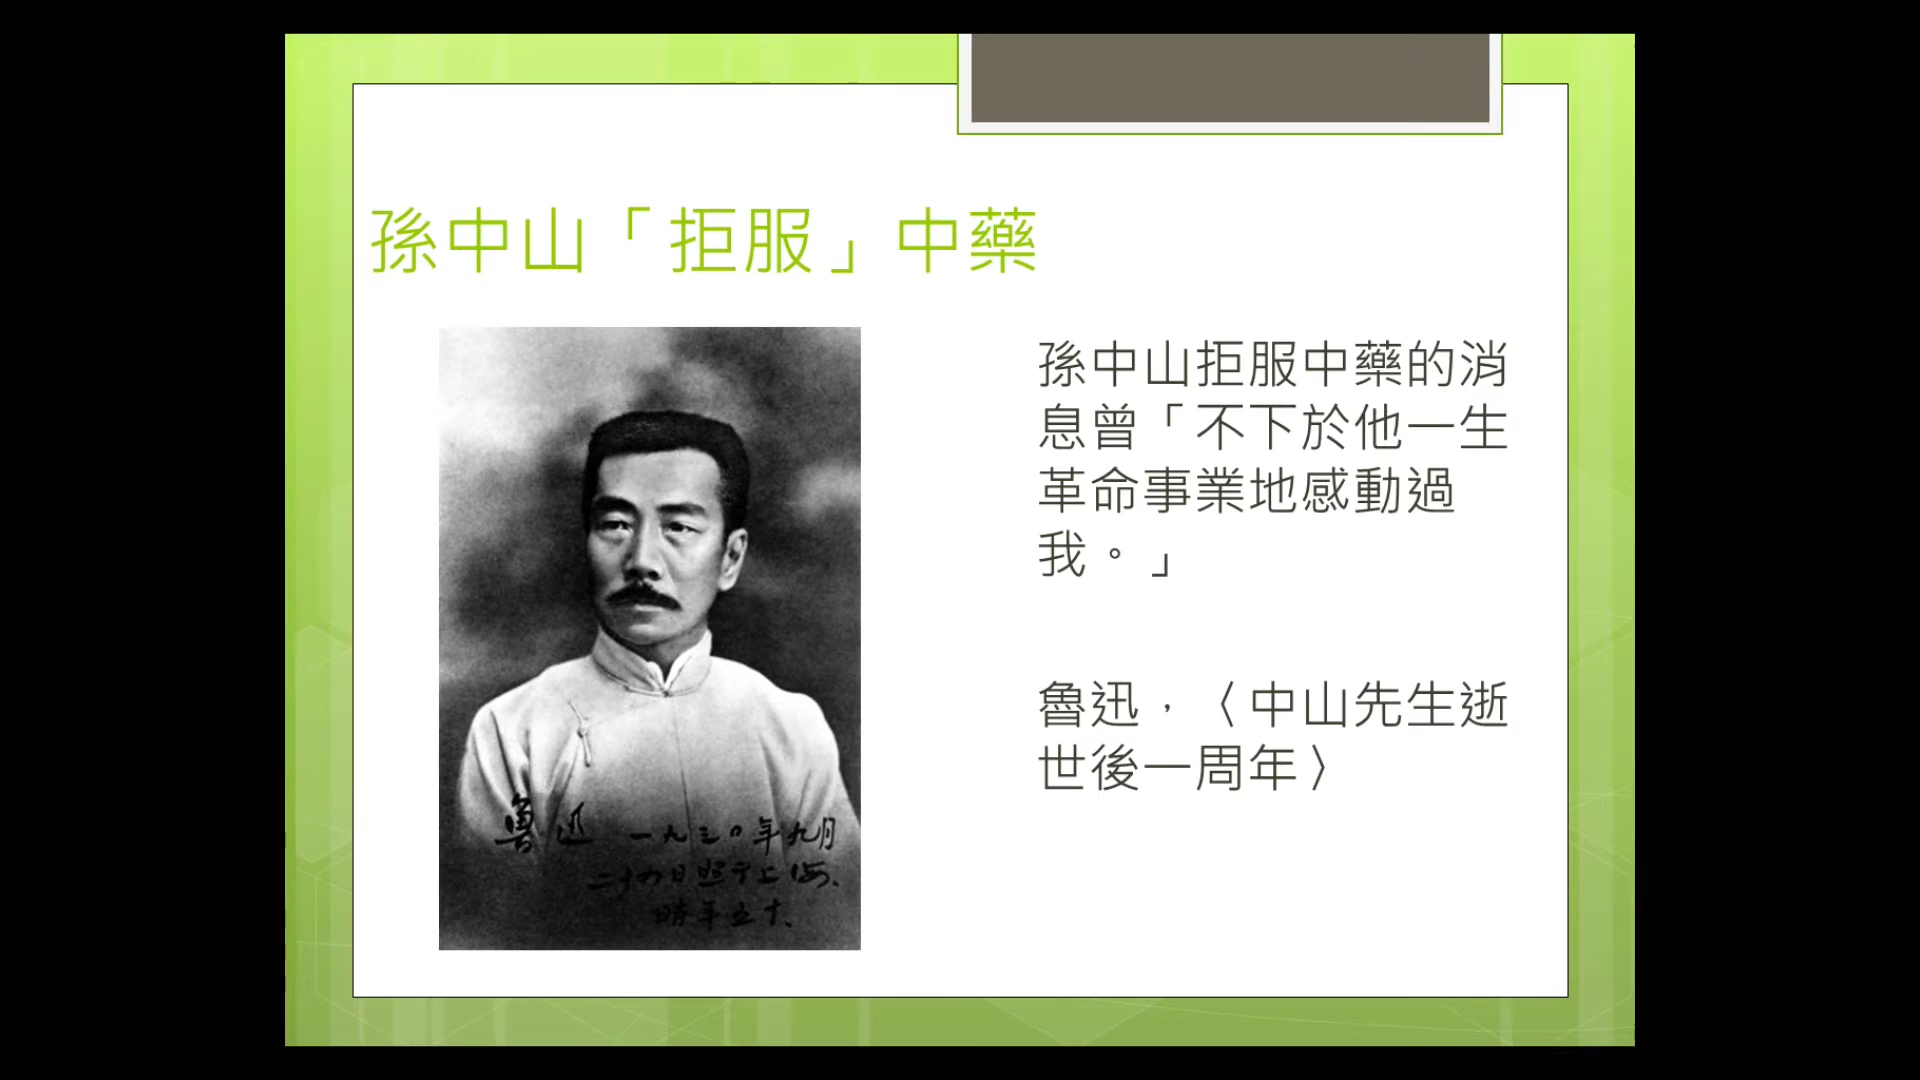 孫中山「拒服」中藥
孫中山拒服中藥的消
息曾「不下於他一生
革命事業地感動過
我。」
魯迅，〈中山先生逝
世後一周年〉
魯迅 一九三〇年九月
二十四日照于上海、
時年五十、